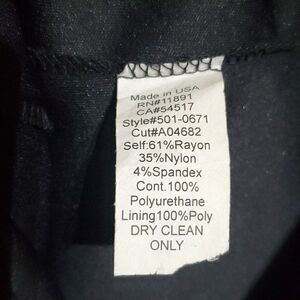 Made in USA
RN#11891
CA#54517
Style#501-0671
Cut#A04682
Self:61%Rayon
35%Nylon
4%Spandex
Cont.100%
Polyurethane
Lining100%Poly
DRY CLEAN
ONLY